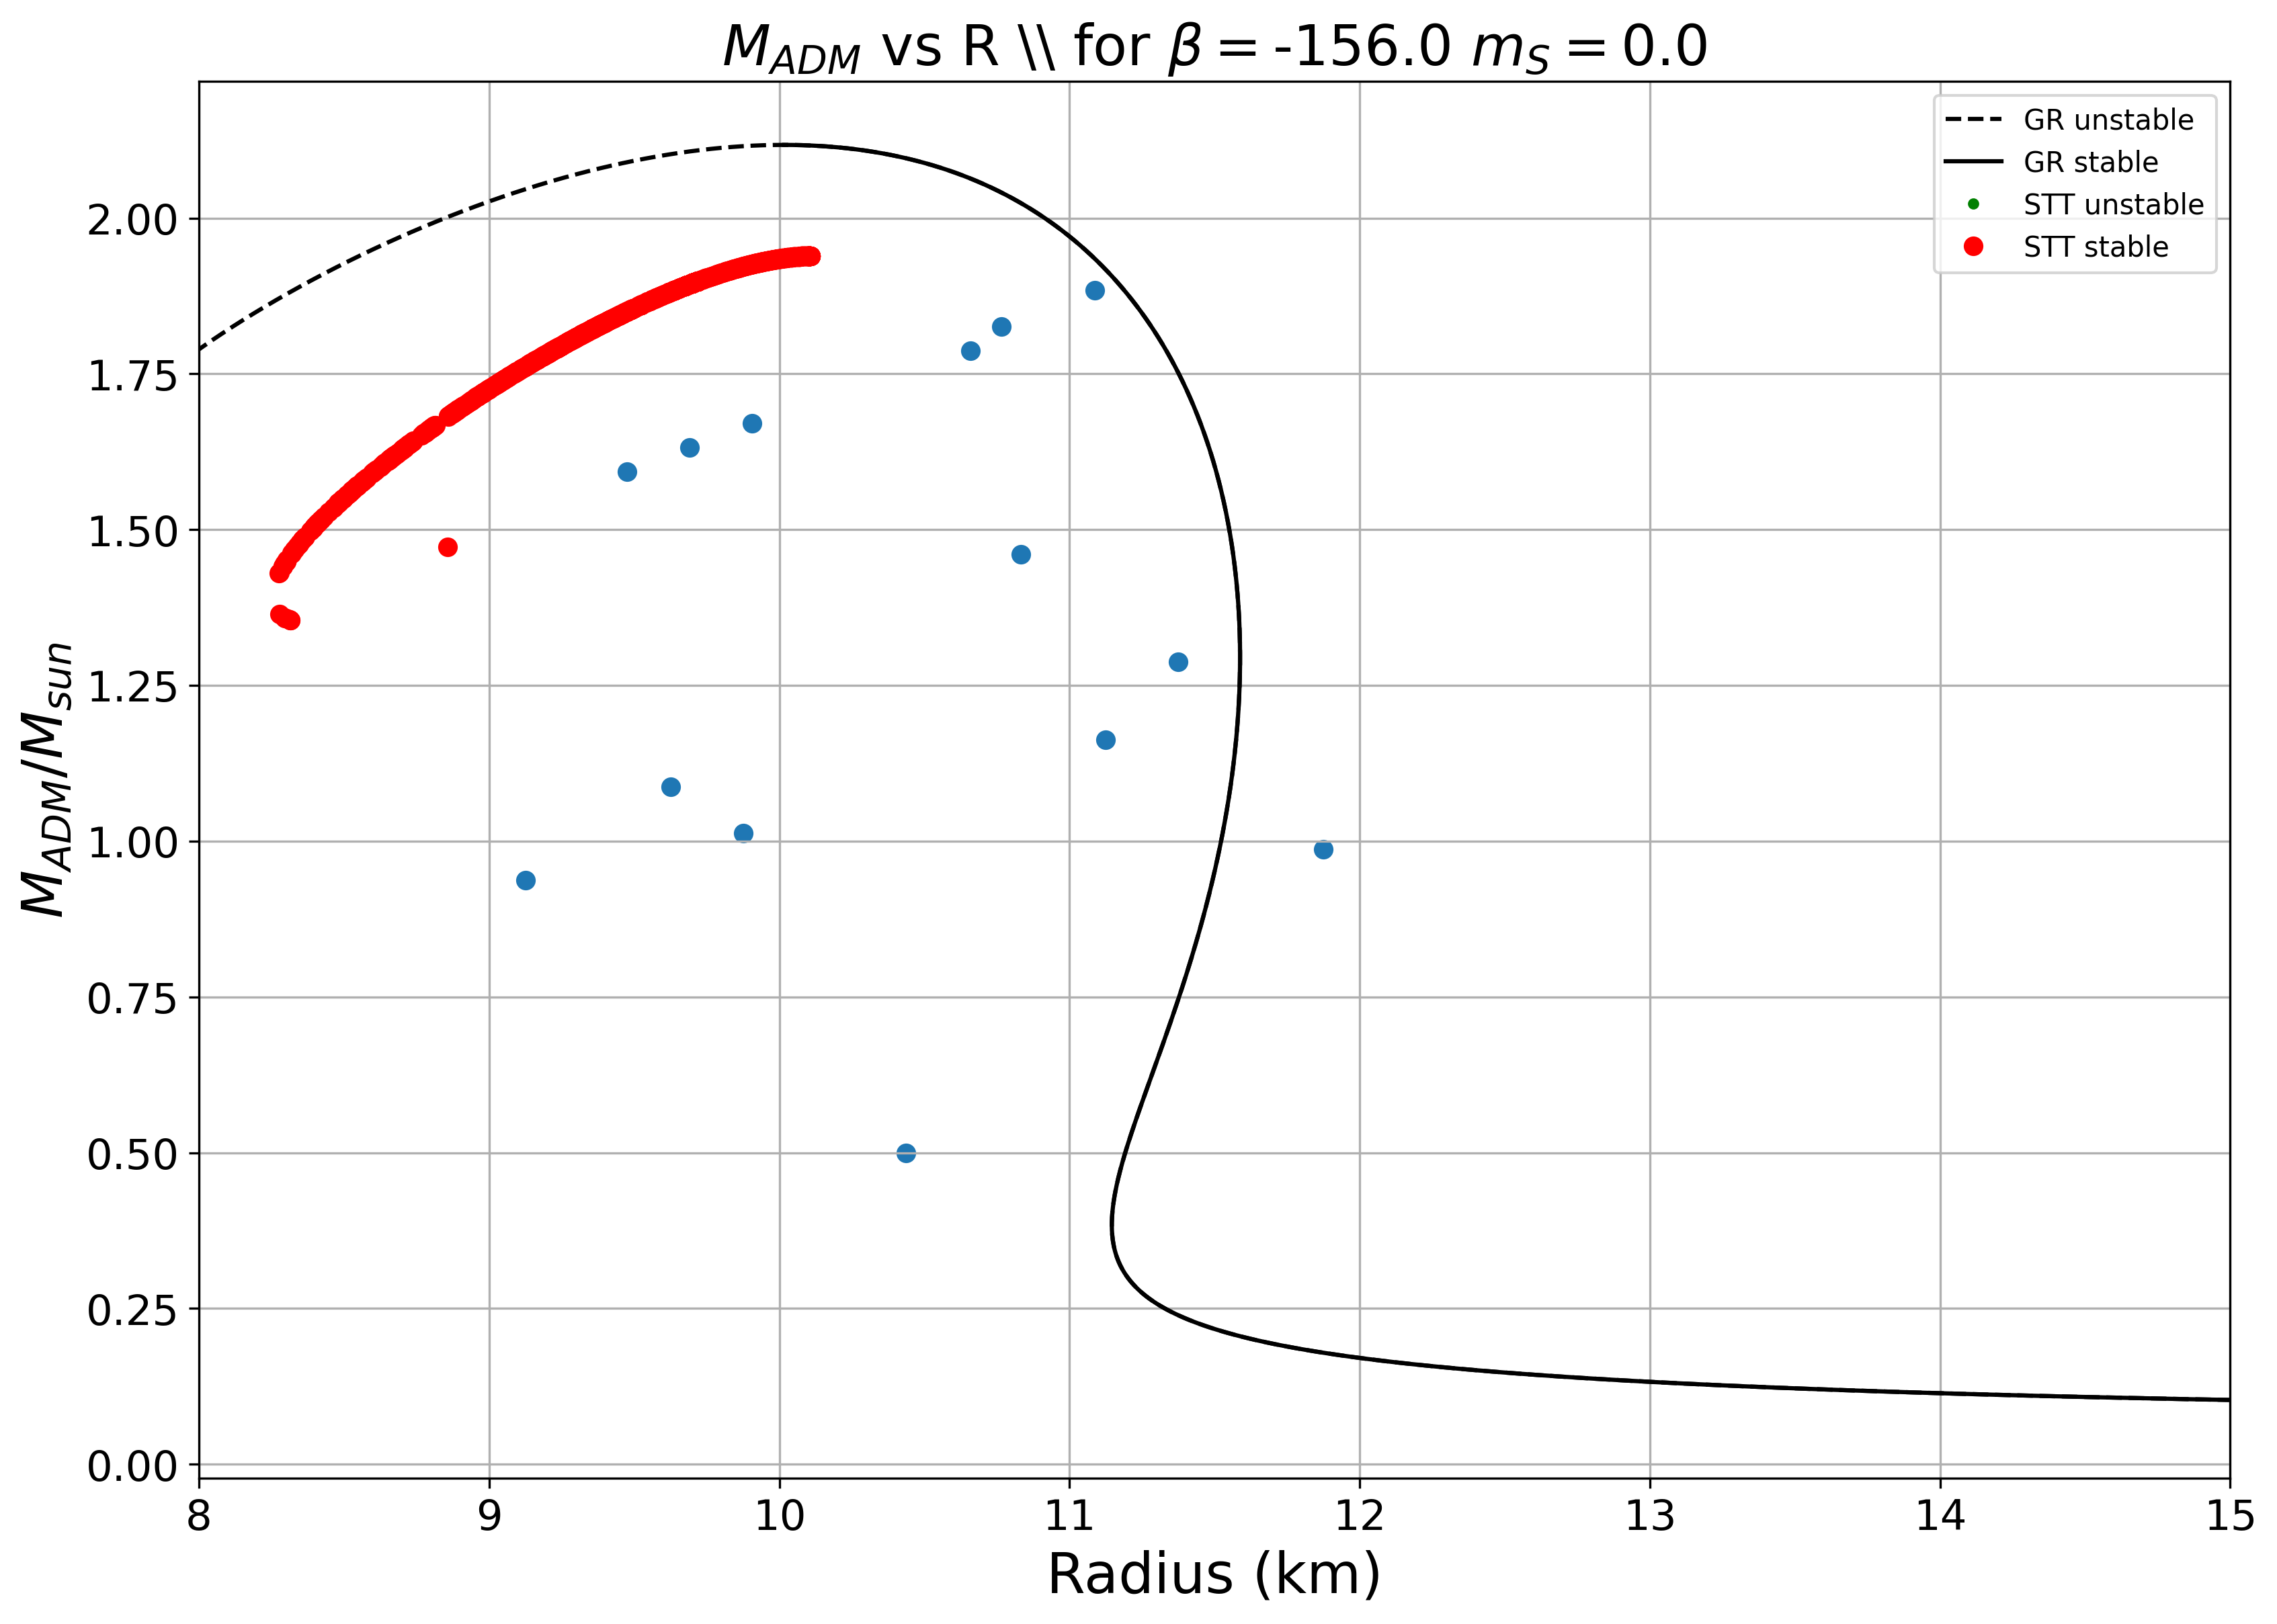 M_ADM vs R \\ for β = -156.0 m_S = 0.0
GR unstable
GR stable
STT unstable
STT stable
M_ADM/M_sun
2.00
1.75
1.50
1.25
1.00
0.75
0.50
0.25
0.00
8 9 10 11 12 13 14 15
Radius (km)